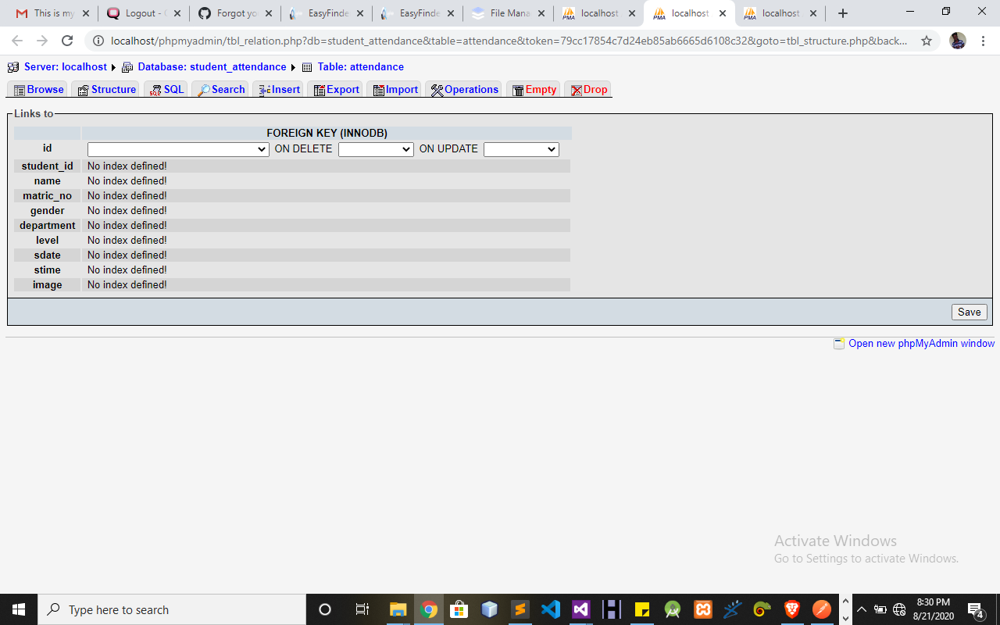 This is my
Logout - (
Forgot yo
EasyFinde
EasyFinde
File Mana
localhost
localhost
localhost
localhost/phpmyadmin/tbl_relation.php?db=student_attendance&table=attendance&token=79cc17854c7d24eb85ab6665d6108c32&goto=tbl_structure.php&back...
Server: localhost Database: student_attendance Table: attendance
Browse Structure SQL Search Insert Export Import Operations Empty Drop
Links to
FOREIGN KEY (INNODB)
id ON DELETE ON UPDATE
student_id No index defined!
name No index defined!
matric_no No index defined!
gender No index defined!
department No index defined!
level No index defined!
sdate No index defined!
stime No index defined!
image No index defined!
Save
Open new phpMyAdmin window
Activate Windows
Go to Settings to activate Windows.
Type here to search
8:30 PM
8/21/2020
4